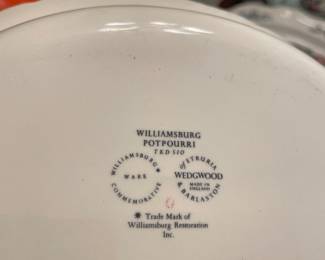 WILLIAMSBURG
POTPOURRI
TKD 510
WILLIAMSBURG *
WARE
COMMEMORATIVE
OF ETRURIA
WEDGWOOD
MADE IN
ENGLAND
& BARLASTON
* Trade Mark of
Williamsburg Restoration
Inc.